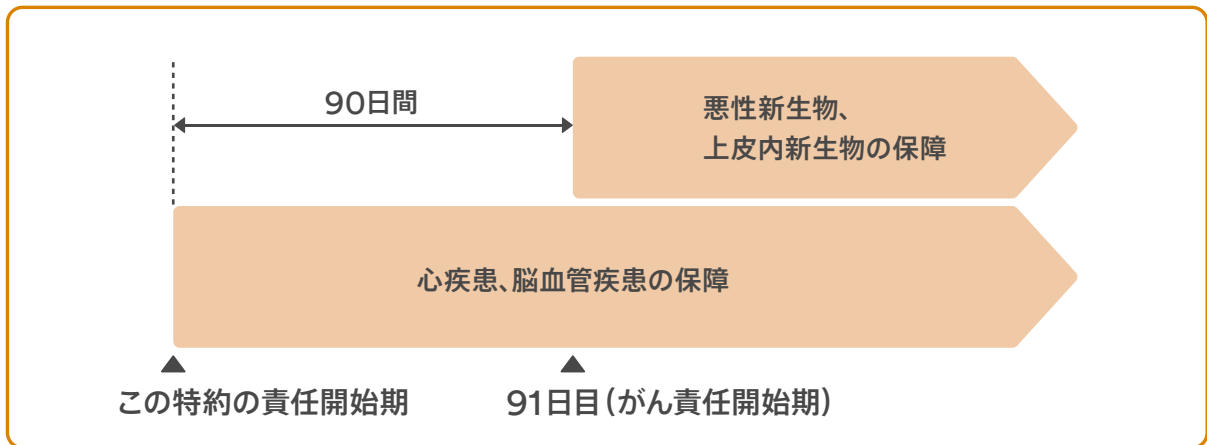 90日間
悪性新生物、
上皮内新生物の保障
心疾患、脳血管疾患の保障
この特約の責任開始期
91日目(がん責任開始期)